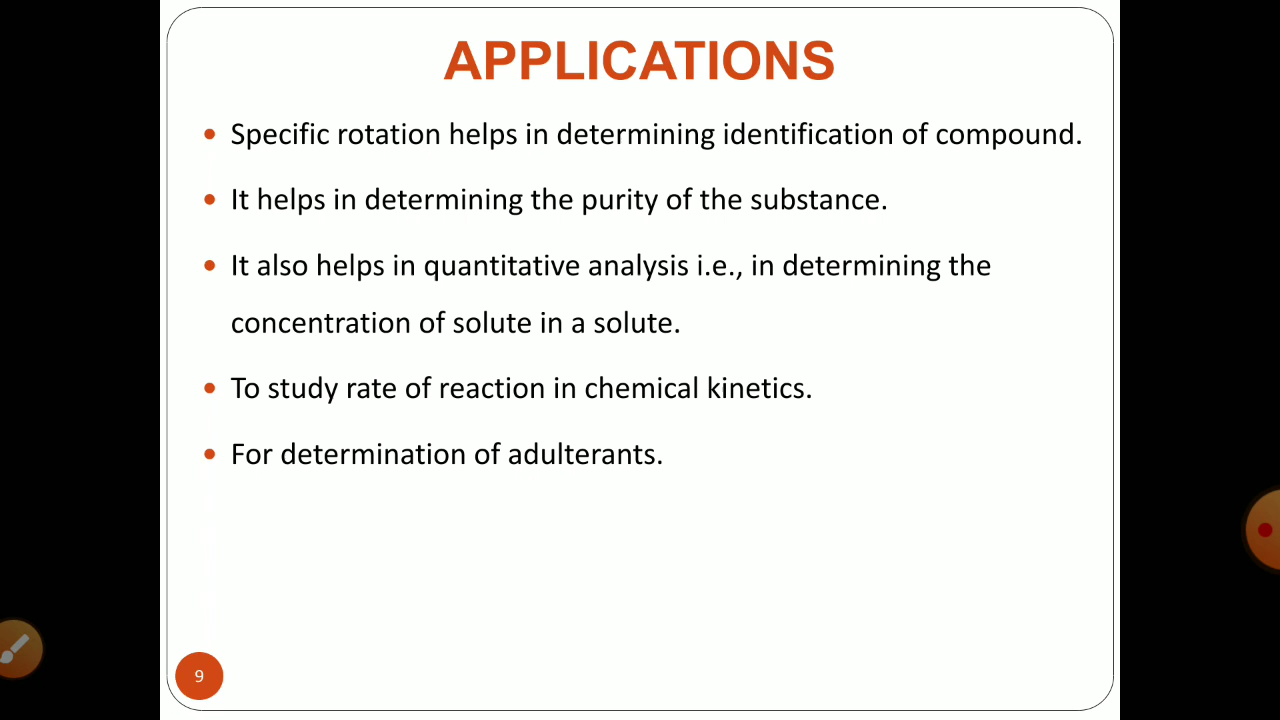 APPLICATIONS
• Specific rotation helps in determining identification of compound.
• It helps in determining the purity of the substance.
• It also helps in quantitative analysis i.e., in determining the
concentration of solute in a solute.
• To study rate of reaction in chemical kinetics.
• For determination of adulterants.
9